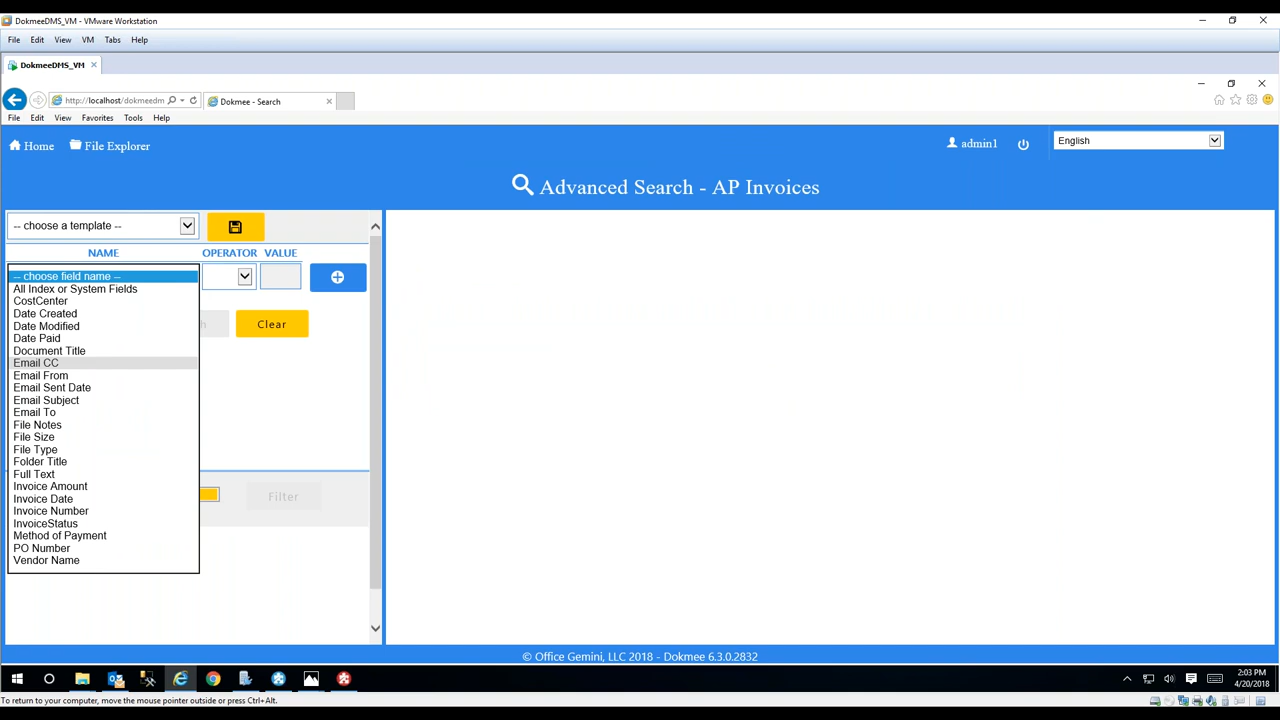 DokmeeDMS_VM - VMware Workstation
File Edit View VM Tabs Help
DokmeeDMS_VM
http://localhost/dokmeedm
Dokmee - Search
File Edit View Favorites Tools Help
Home File Explorer
admin1
English
Advanced Search - AP Invoices
-- choose a template --
NAME OPERATOR VALUE
-- choose field name --
All Index or System Fields
CostCenter
Date Created
Date Modified
h Clear
Date Paid
Document Title
Email CC
Email From
Email Sent Date
Email Subject
Email To
File Notes
File Size
File Type
Folder Title
Full Text
Invoice Amount
Invoice Date
Filter
Invoice Number
InvoiceStatus
Method of Payment
PO Number
Vendor Name
© Office Gemini, LLC 2018 - Dokmee 6.3.0.2832
2:03 PM
4/20/2018
To return to your computer, move the mouse pointer outside or press Ctrl+Alt.